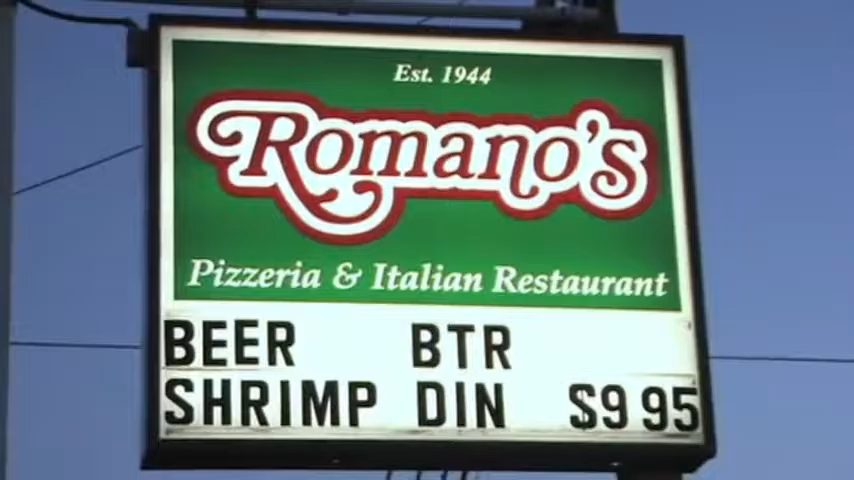 Est. 1944
Romano's
Pizzeria & Italian Restaurant
BEER BTR
SHRIMP DIN $9 95